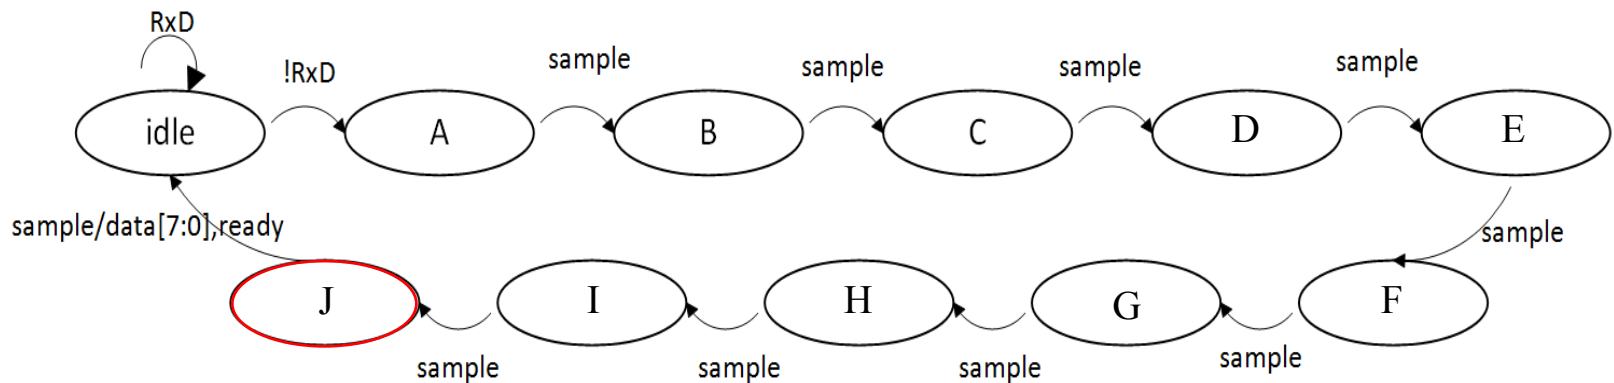 RxD
!RxD
sample
sample
sample
sample
idle
A
B
C
D
E
sample/data[7:0],ready
sample
J
I
H
G
F
sample
sample
sample
sample